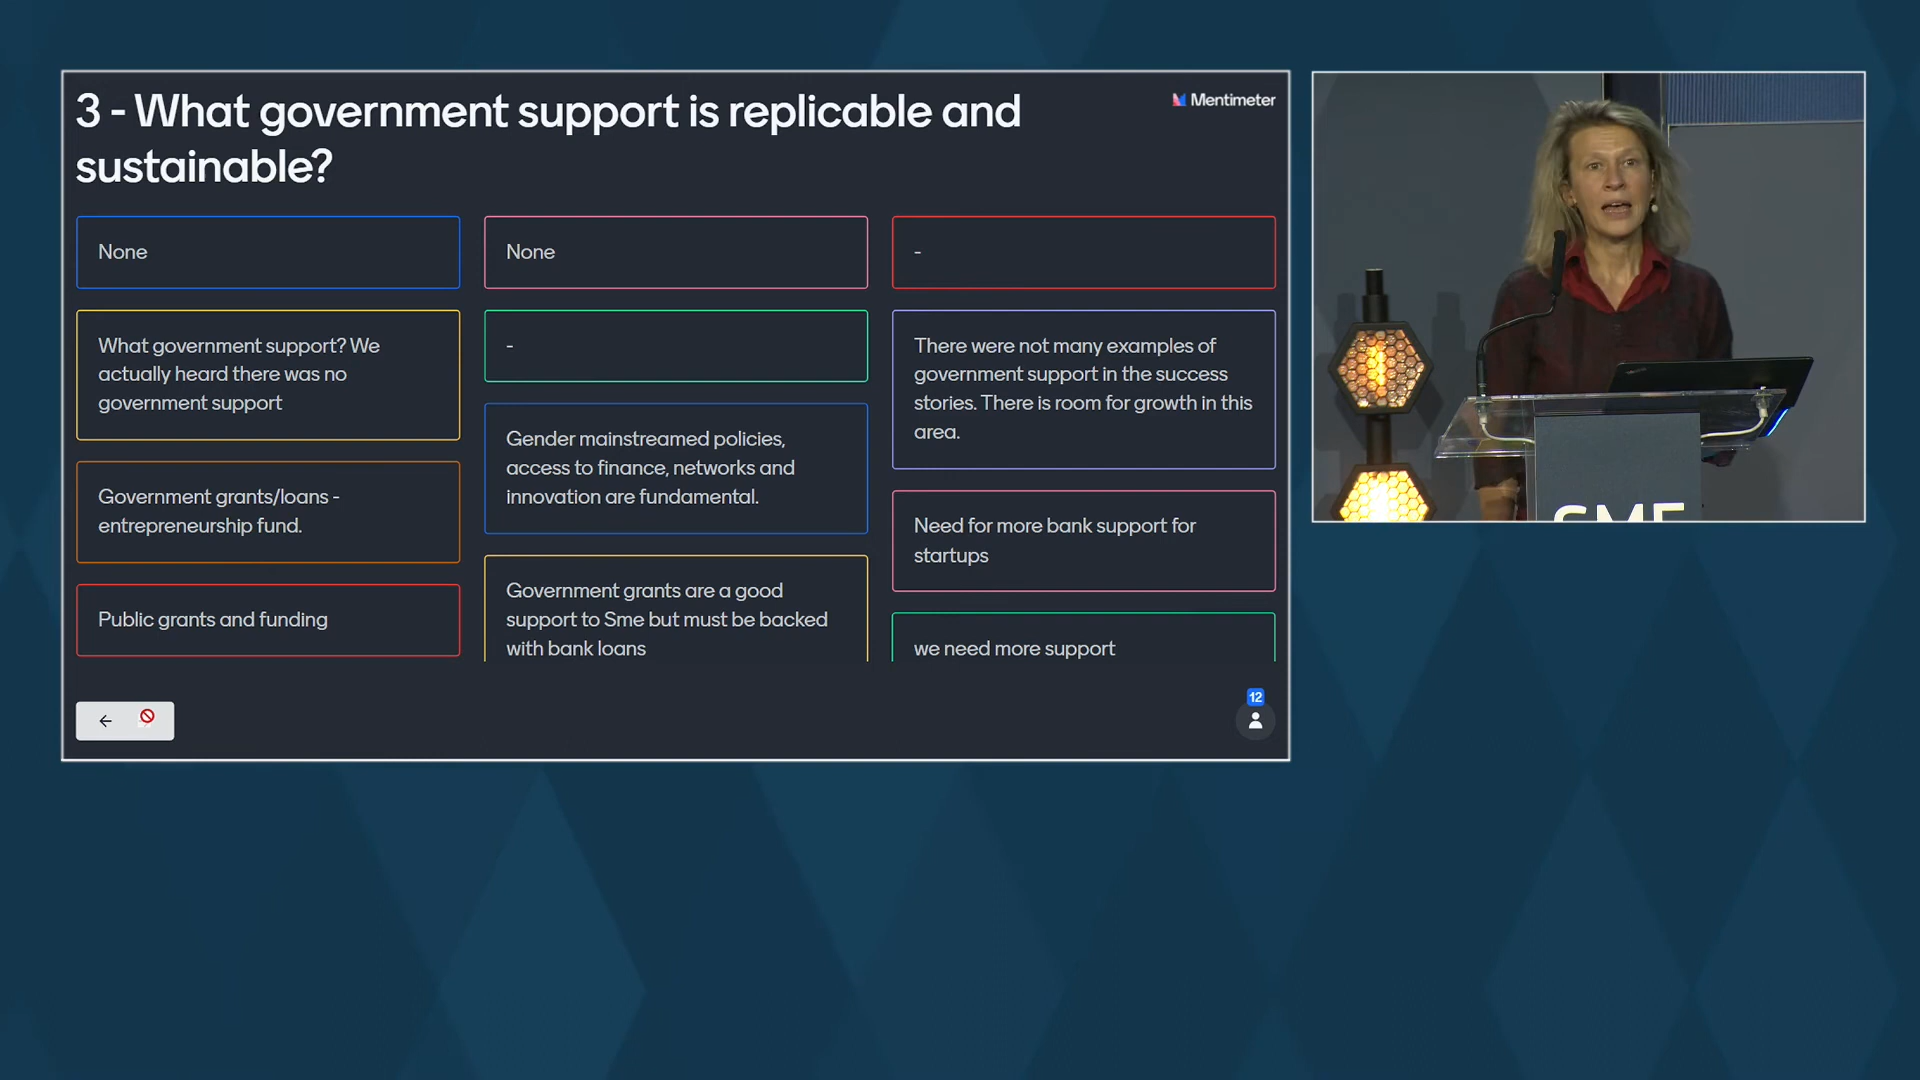 3 - What government support is replicable and
sustainable?
Mentimeter
None
What government support? We
actually heard there was no
government support
Government grants/loans -
entrepreneurship fund.
Public grants and funding
None
-
Gender mainstreamed policies,
access to finance, networks and
innovation are fundamental.
Government grants are a good
support to Sme but must be backed
with bank loans
-
There were not many examples of
government support in the success
stories. There is room for growth in this
area.
Need for more bank support for
startups
we need more support
12
SME